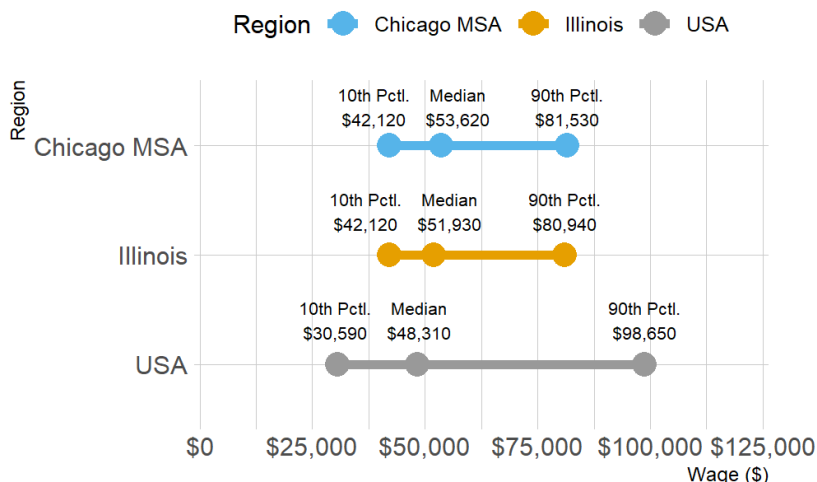 Region Chicago MSA Illinois USA
Region
10th Pctl. Median 90th Pctl.
$42,120 $53,620 $81,530
Chicago MSA
10th Pctl. Median 90th Pctl.
$42,120 $51,930 $80,940
Illinois
10th Pctl. Median 90th Pctl.
$30,590 $48,310 $98,650
USA
$0 $25,000 $50,000 $75,000 $100,000 $125,000
Wage ($)